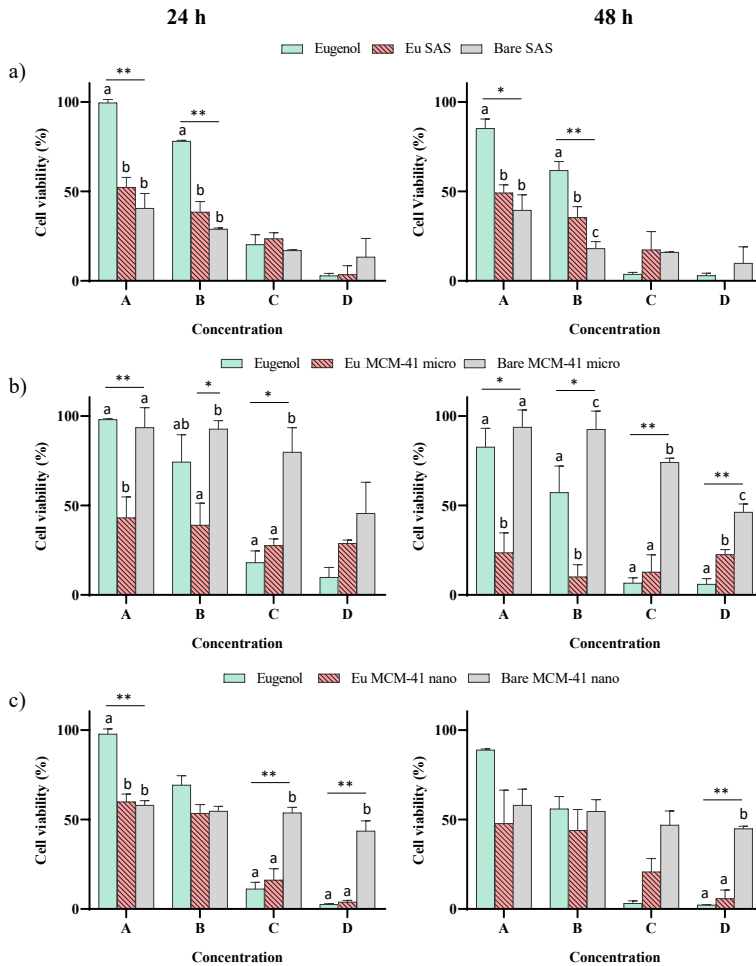 24 h
48 h
Eugenol Eu SAS Bare SAS
a)
** **
a b b a b b
Cell viability (%)
100
50
0
A B C D
Concentration
* **
a b b a b c
Cell Viability (%)
100
50
0
A B C D
Concentration
Eugenol Eu MCM-41 micro Bare MCM-41 micro
b)
** * *
a b a ab a b a a b
Cell viability (%)
100
50
0
A B C D
Concentration
* * ** **
a b a a b c a a b a b c
Cell viability (%)
100
50
0
A B C D
Concentration
Eugenol Eu MCM-41 nano Bare MCM-41 nano
c)
** ** **
a b b a a b a a b
Cell viability (%)
100
50
0
A B C D
Concentration
**
a a b
Cell viability (%)
100
50
0
A B C D
Concentration